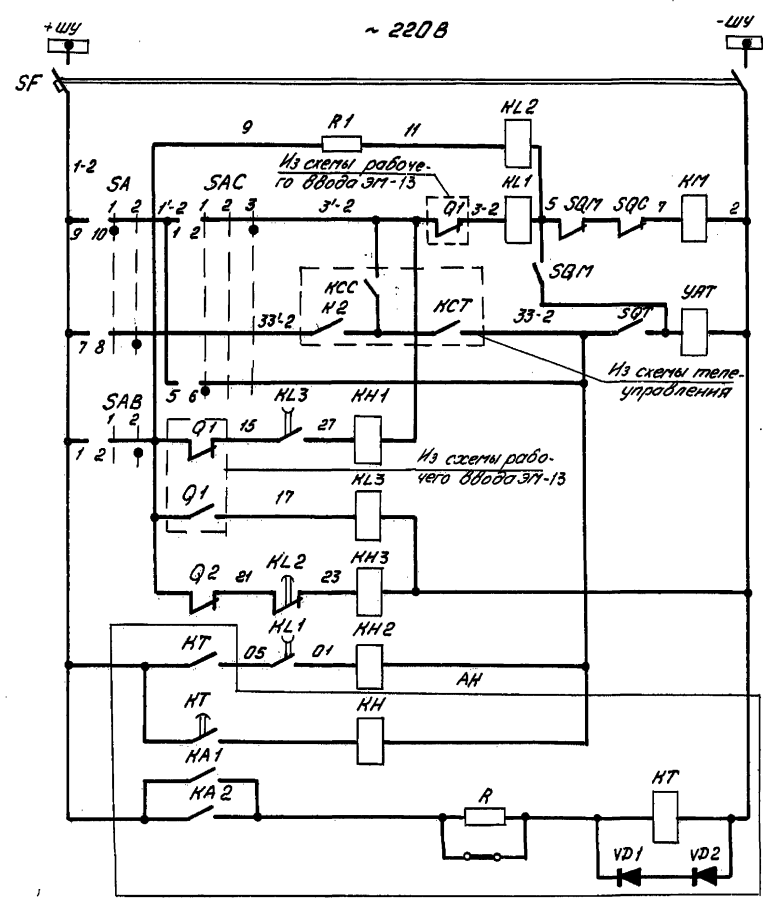 +ШУ
~ 220 В
-ШУ
SF
KL2
9
R1
11
1-2
Из схемы рабоче-
го ввода ЭМ-13
SA
SAC
KL1
1 2 1'-2 1 2 3 3'-2 Q1 3-2 5 SQM SQC 7 KM 2
9 10 1 2
SQM
KCC
33'-2 K2 KCT 33-2 SQT YAT
7 8
Из схемы теле-
управления
5 6
SAB
KL3 KH1
1 2 Q1 15 27
1 2
Из схемы рабо-
чего ввода ЭМ-13
Q1 17 KL3
Q2 21 KL2 23 KH3
KL1
KT 05 01 KH2
АН
KT KH
KA1
KA2
R KT
VD1 VD2